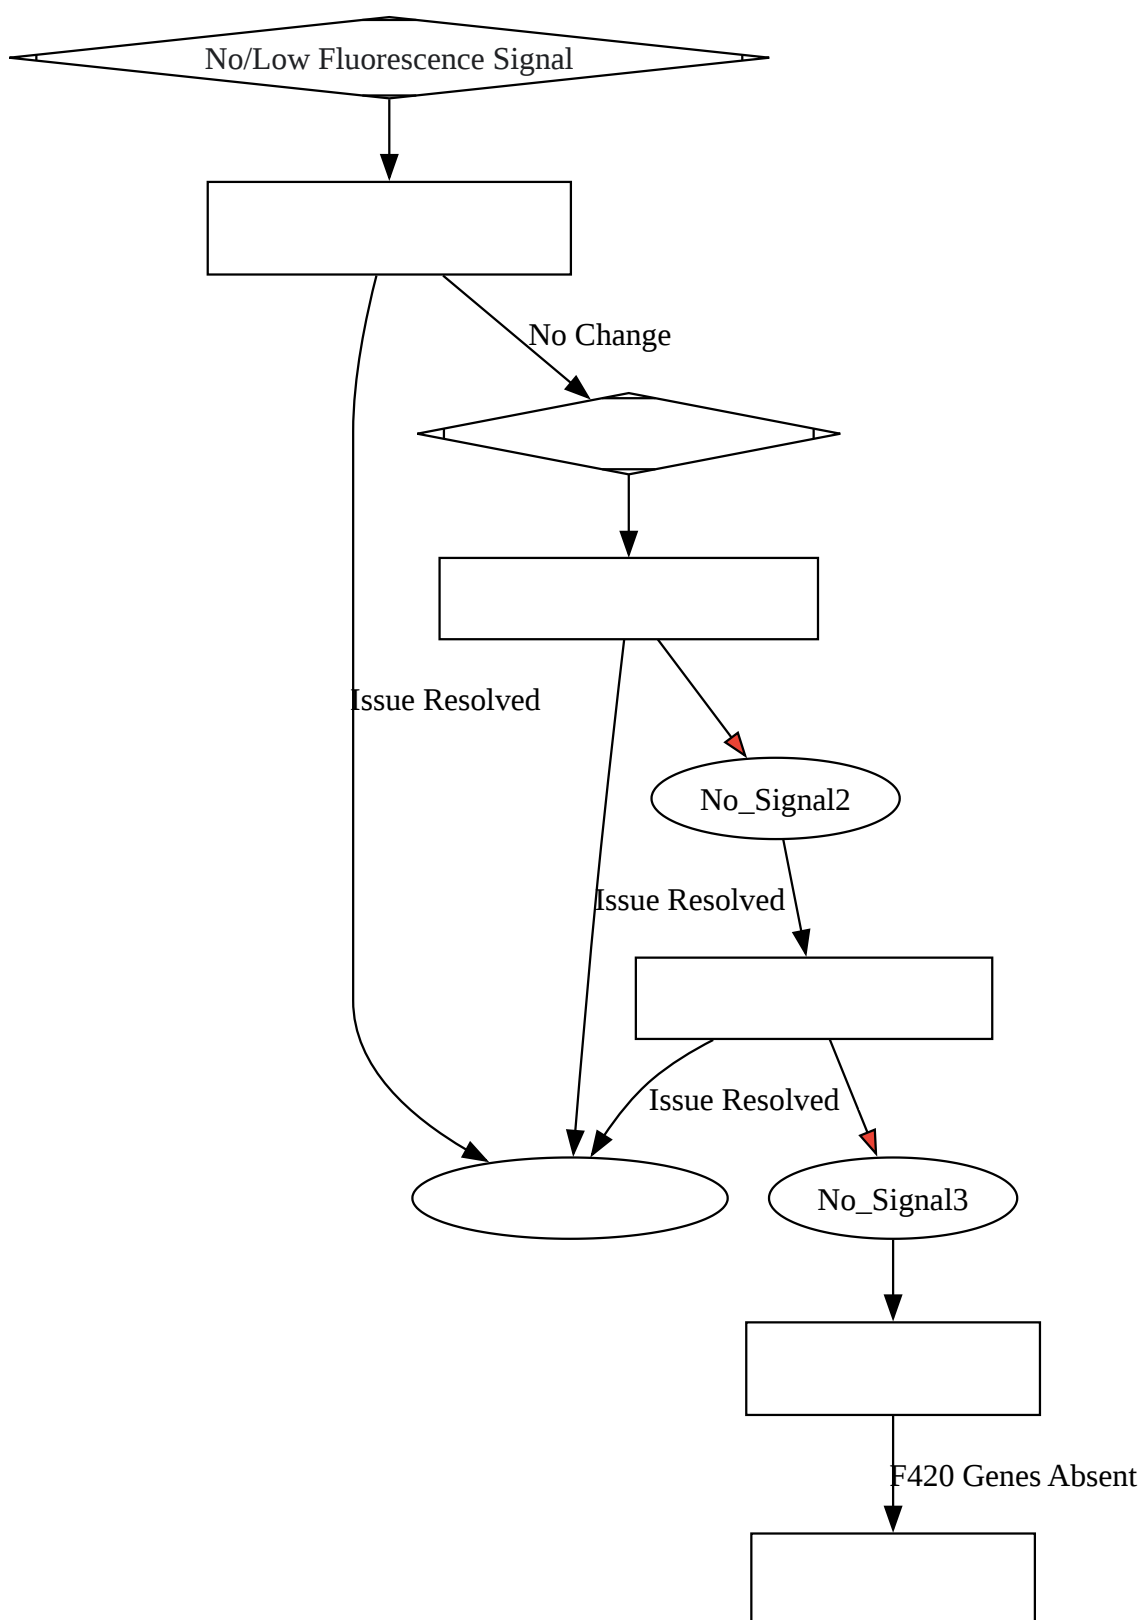 No/Low Fluorescence Signal
No Change
Issue Resolved
No_Signal2
Issue Resolved
Issue Resolved
No_Signal3
F420 Genes Absent